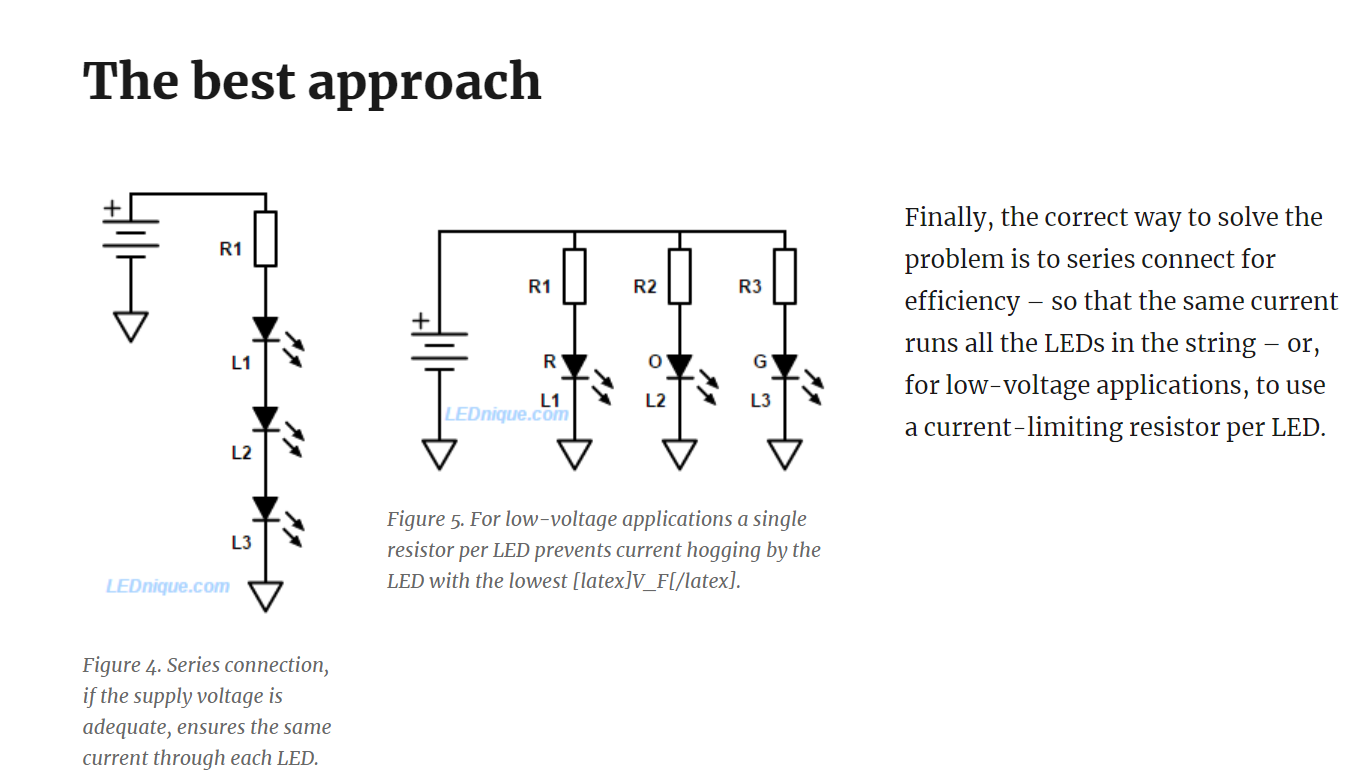 The best approach
+
R1
L1
L2
L3
LEDnique.com
Figure 4. Series connection,
if the supply voltage is
adequate, ensures the same
current through each LED.
+
R1
R2
R3
R
O
G
L1
L2
L3
LEDnique.com
Figure 5. For low-voltage applications a single
resistor per LED prevents current hogging by the
LED with the lowest [latex]V_F[/latex].
Finally, the correct way to solve the
problem is to series connect for
efficiency – so that the same current
runs all the LEDs in the string – or,
for low-voltage applications, to use
a current-limiting resistor per LED.